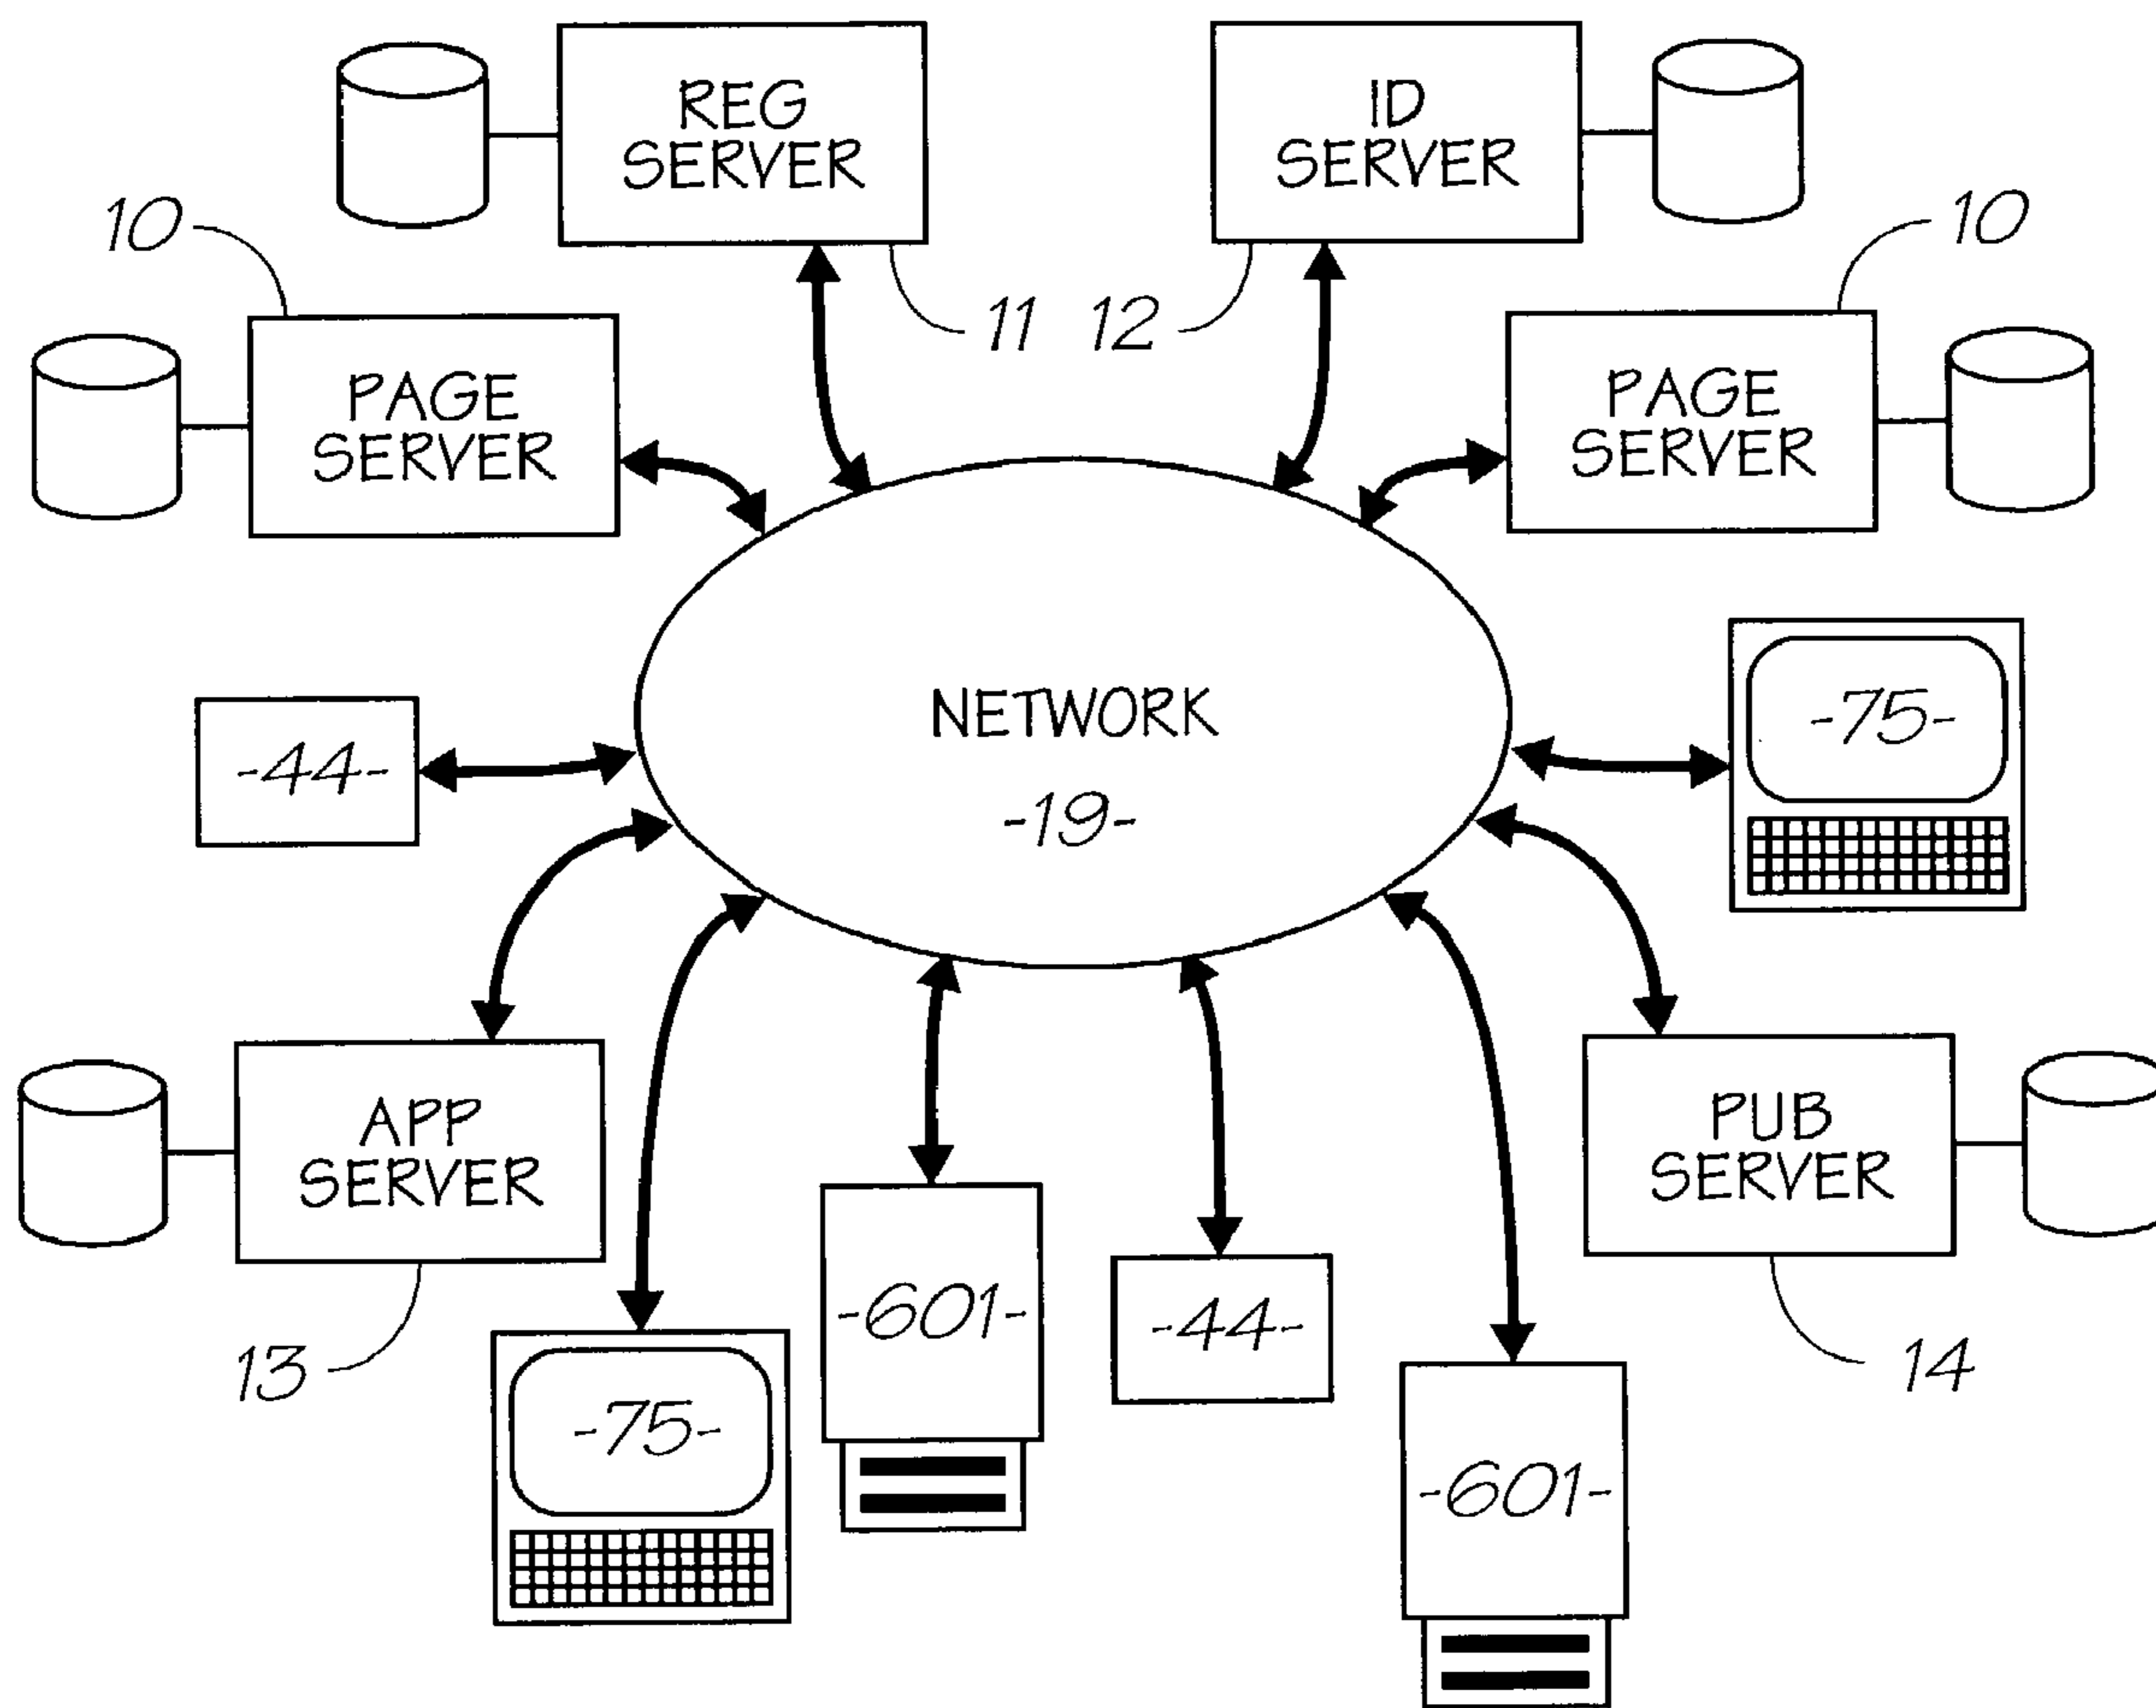 REG
SERVER
ID
SERVER
10
10
11
12
PAGE
SERVER
PAGE
SERVER
NETWORK
-19-
-75-
-44-
APP
SERVER
PUB
SERVER
-601-
-44-
13
14
-75-
-601-